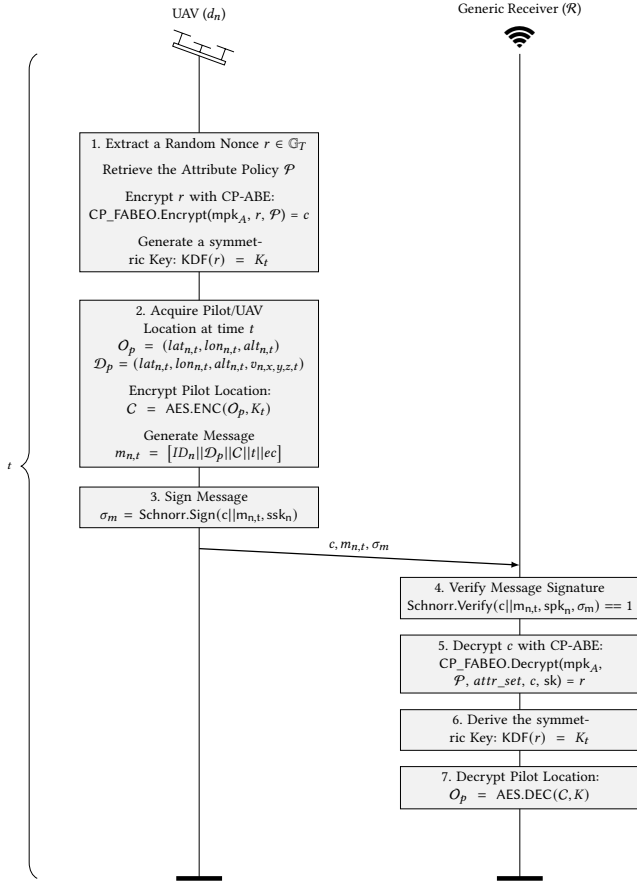 UAV (dₙ)
Generic Receiver (ℛ)
t
1. Extract a Random Nonce r ∈ 𝔾_T
Retrieve the Attribute Policy 𝒫
Encrypt r with CP-ABE:
CP_FABEO.Encrypt(mpk_A, r, 𝒫) = c
Generate a symmet-
ric Key: KDF(r) = K_t
2. Acquire Pilot/UAV
Location at time t
𝒪_p = (lat_{n,t}, lon_{n,t}, alt_{n,t})
𝒟_p = (lat_{n,t}, lon_{n,t}, alt_{n,t}, v_{n,x,y,z,t})
Encrypt Pilot Location:
C = AES.ENC(𝒪_p, K_t)
Generate Message
m_{n,t} = [ID_n||𝒟_p||C||t||ec]
3. Sign Message
σ_m = Schnorr.Sign(c||m_{n,t}, ssk_n)
c, m_{n,t}, σ_m
4. Verify Message Signature
Schnorr.Verify(c||m_{n,t}, spk_n, σ_m) == 1
5. Decrypt c with CP-ABE:
CP_FABEO.Decrypt(mpk_A,
𝒫, attr_set, c, sk) = r
6. Derive the symmet-
ric Key: KDF(r) = K_t
7. Decrypt Pilot Location:
𝒪_p = AES.DEC(C, K)